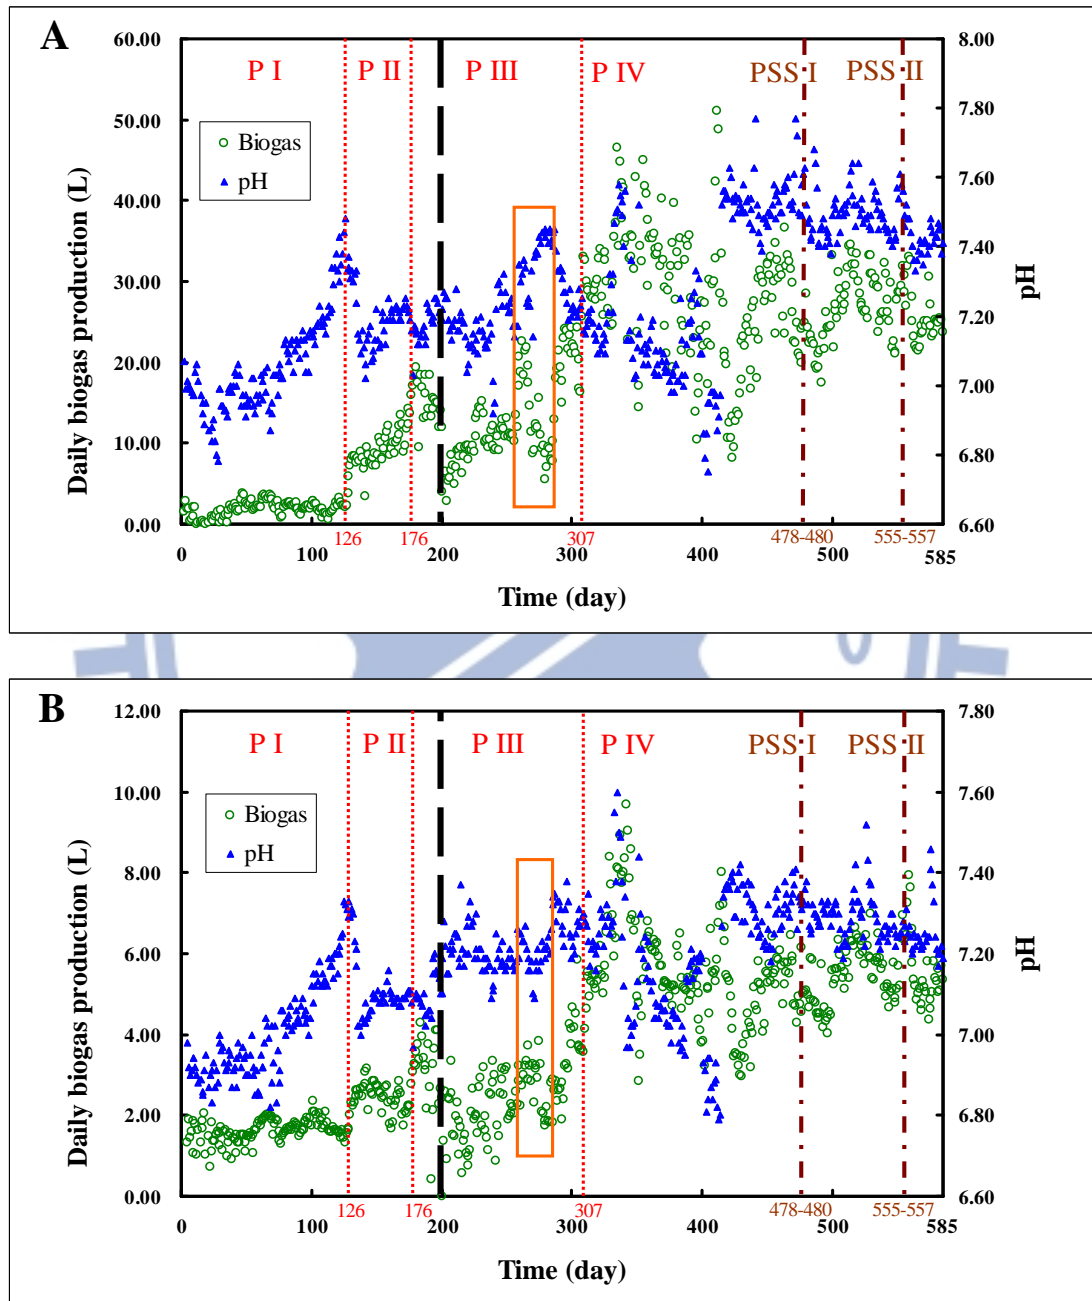 A
60.00
50.00
40.00
30.00
20.00
10.00
0.00
Daily biogas production (L)
P I
P II
P III
P IV
PSS I
PSS II
Biogas
pH
8.00
7.80
7.60
7.40
7.20
7.00
6.80
6.60
pH
126
176
307
478-480
555-557
0
100
200
300
400
500
585
Time (day)
B
12.00
10.00
8.00
6.00
4.00
2.00
0.00
Daily biogas production (L)
P I
P II
P III
P IV
PSS I
PSS II
Biogas
pH
7.80
7.60
7.40
7.20
7.00
6.80
6.60
pH
126
176
307
478-480
555-557
0
100
200
300
400
500
585
Time (day)